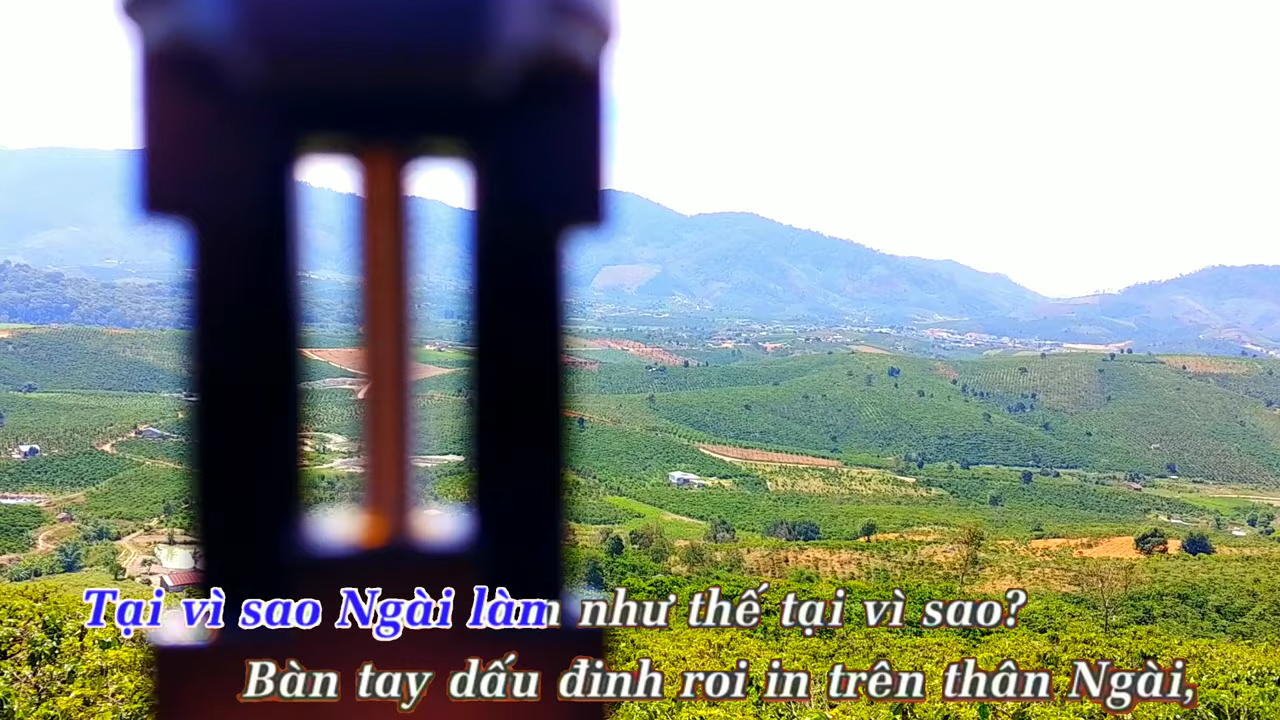 Tại vì sao Ngài làm như thế tại vì sao?
Bàn tay dấu đinh roi in trên thân Ngài,